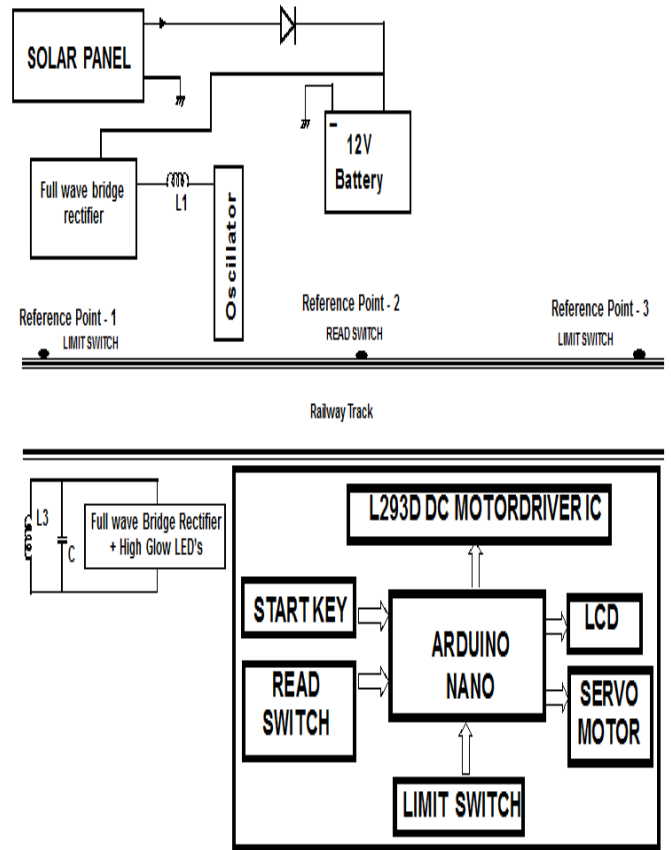 SOLAR PANEL
–
12V
Battery
Full wave bridge
rectifier
L1
Oscillator
Reference Point - 1
LIMIT SWITCH
Reference Point - 2
READ SWITCH
Reference Point - 3
LIMIT SWITCH
Railway Track
L3
C
Full wave Bridge Rectifier
+ High Glow LED's
L293D DC MOTORDRIVER IC
START KEY
READ
SWITCH
ARDUINO
NANO
LCD
SERVO
MOTOR
LIMIT SWITCH